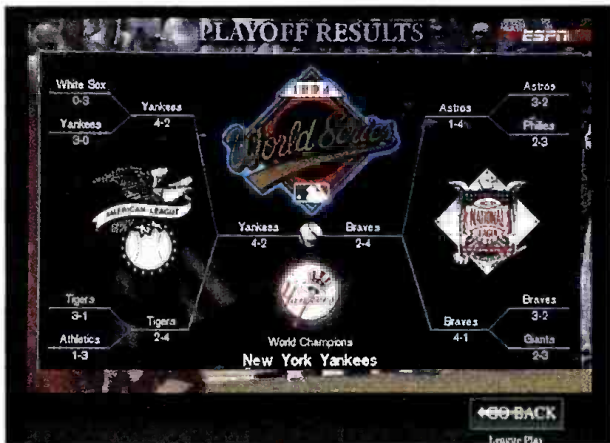 PLAYOFF RESULTS
ESPN
White Sox
0-3
Yankees
3-0
Yankees
4-2
World Series
Astros
1-4
Astros
3-2
Phillies
2-3
AMERICAN LEAGUE
NATIONAL
LEAGUE
Yankees
4-2
Braves
2-4
Tigers
3-1
Athletics
1-3
Tigers
2-4
Braves
4-1
Braves
3-2
Giants
2-3
World Champions
New York Yankees
GO BACK
League Play